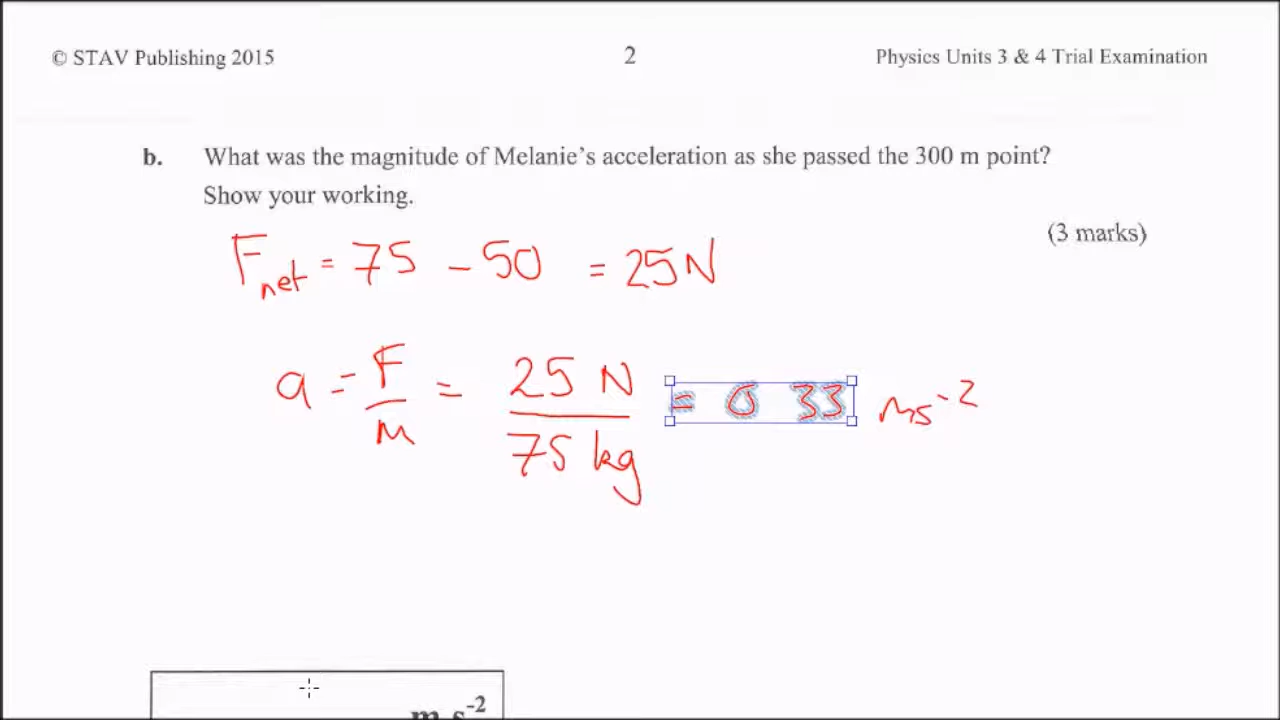 © STAV Publishing 2015 2 Physics Units 3 & 4 Trial Examination
b. What was the magnitude of Melanie's acceleration as she passed the 300 m point?
Show your working.
(3 marks)
Fnet = 75 - 50 = 25 N
a = F/m = 25 N/75 kg = 0 33 ms⁻²
m s⁻²